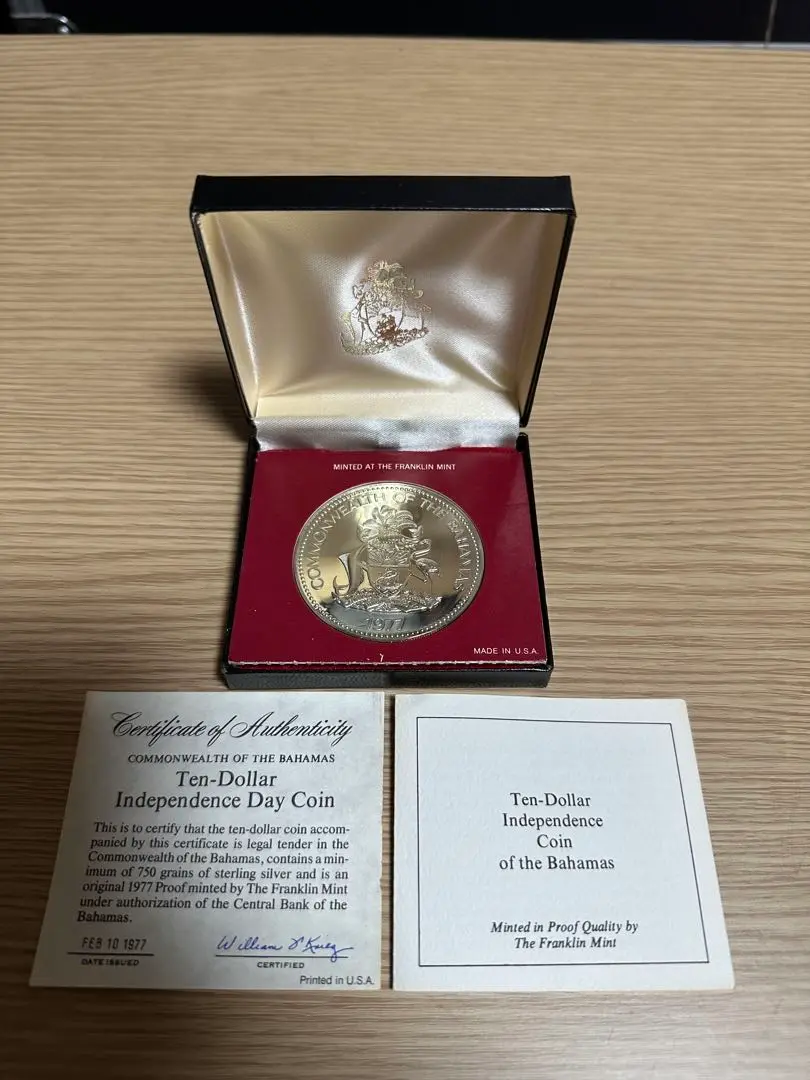 MINTED AT THE FRANKLIN MINT
COMMONWEALTH OF THE BAHAMAS
1977
MADE IN U.S.A.
Certificate of Authenticity
COMMONWEALTH OF THE BAHAMAS
Ten-Dollar
Independence Day Coin
This is to certify that the ten-dollar coin accom-
panied by this certificate is legal tender in the
Commonwealth of the Bahamas, contains a min-
imum of 750 grains of sterling silver and is an
original 1977 Proof minted by The Franklin Mint
under authorization of the Central Bank of the
Bahamas.
FEB 10 1977
DATE ISSUED
CERTIFIED
Printed in U.S.A.
Ten-Dollar
Independence
Coin
of the Bahamas
Minted in Proof Quality by
The Franklin Mint